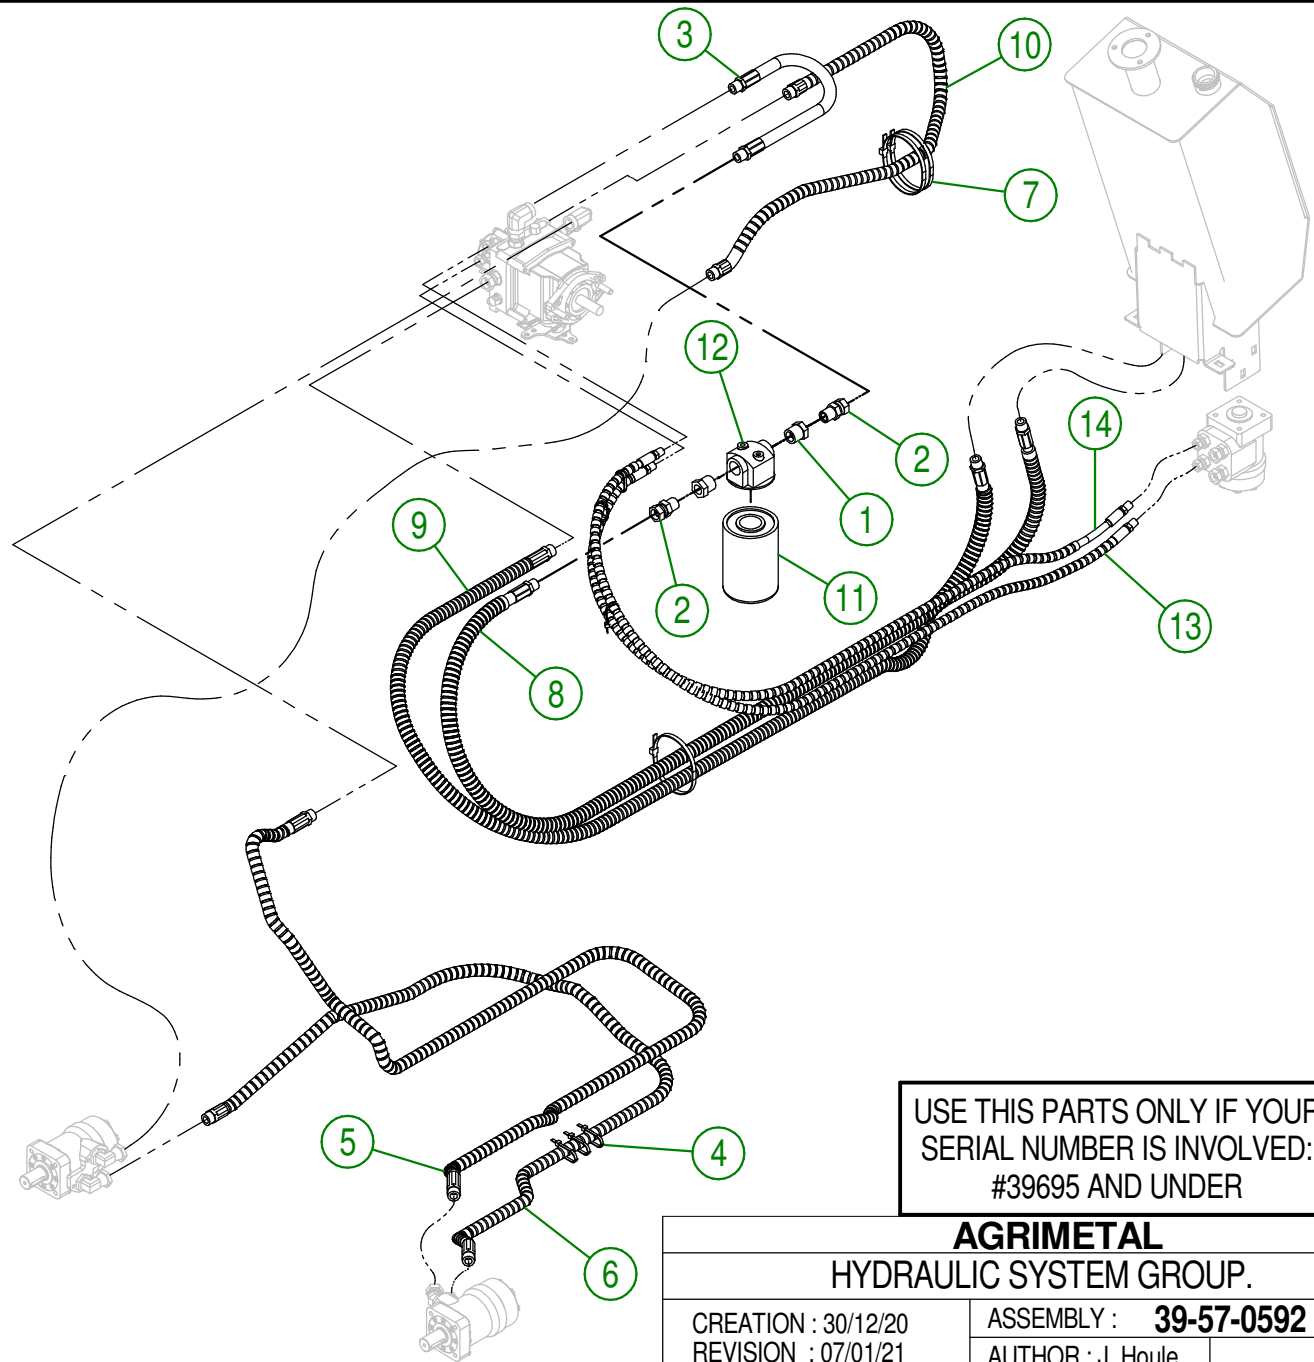 3
10
7
12
2
14
1
9
2
11
13
8
5
4
6
USE THIS PARTS ONLY IF YOUR
SERIAL NUMBER IS INVOLVED:
#39695 AND UNDER
AGRIMETAL
HYDRAULIC SYSTEM GROUP.
CREATION : 30/12/20
ASSEMBLY : 39-57-0592
REVISION : 07/01/21
AUTHOR : J. Houle